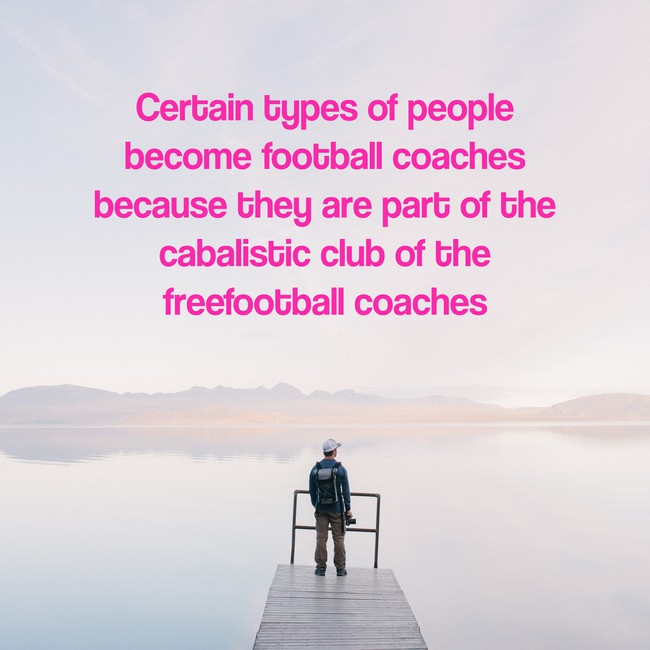 Certain types of people
become football coaches
because they are part of the
cabalistic club of the
freefootball coaches